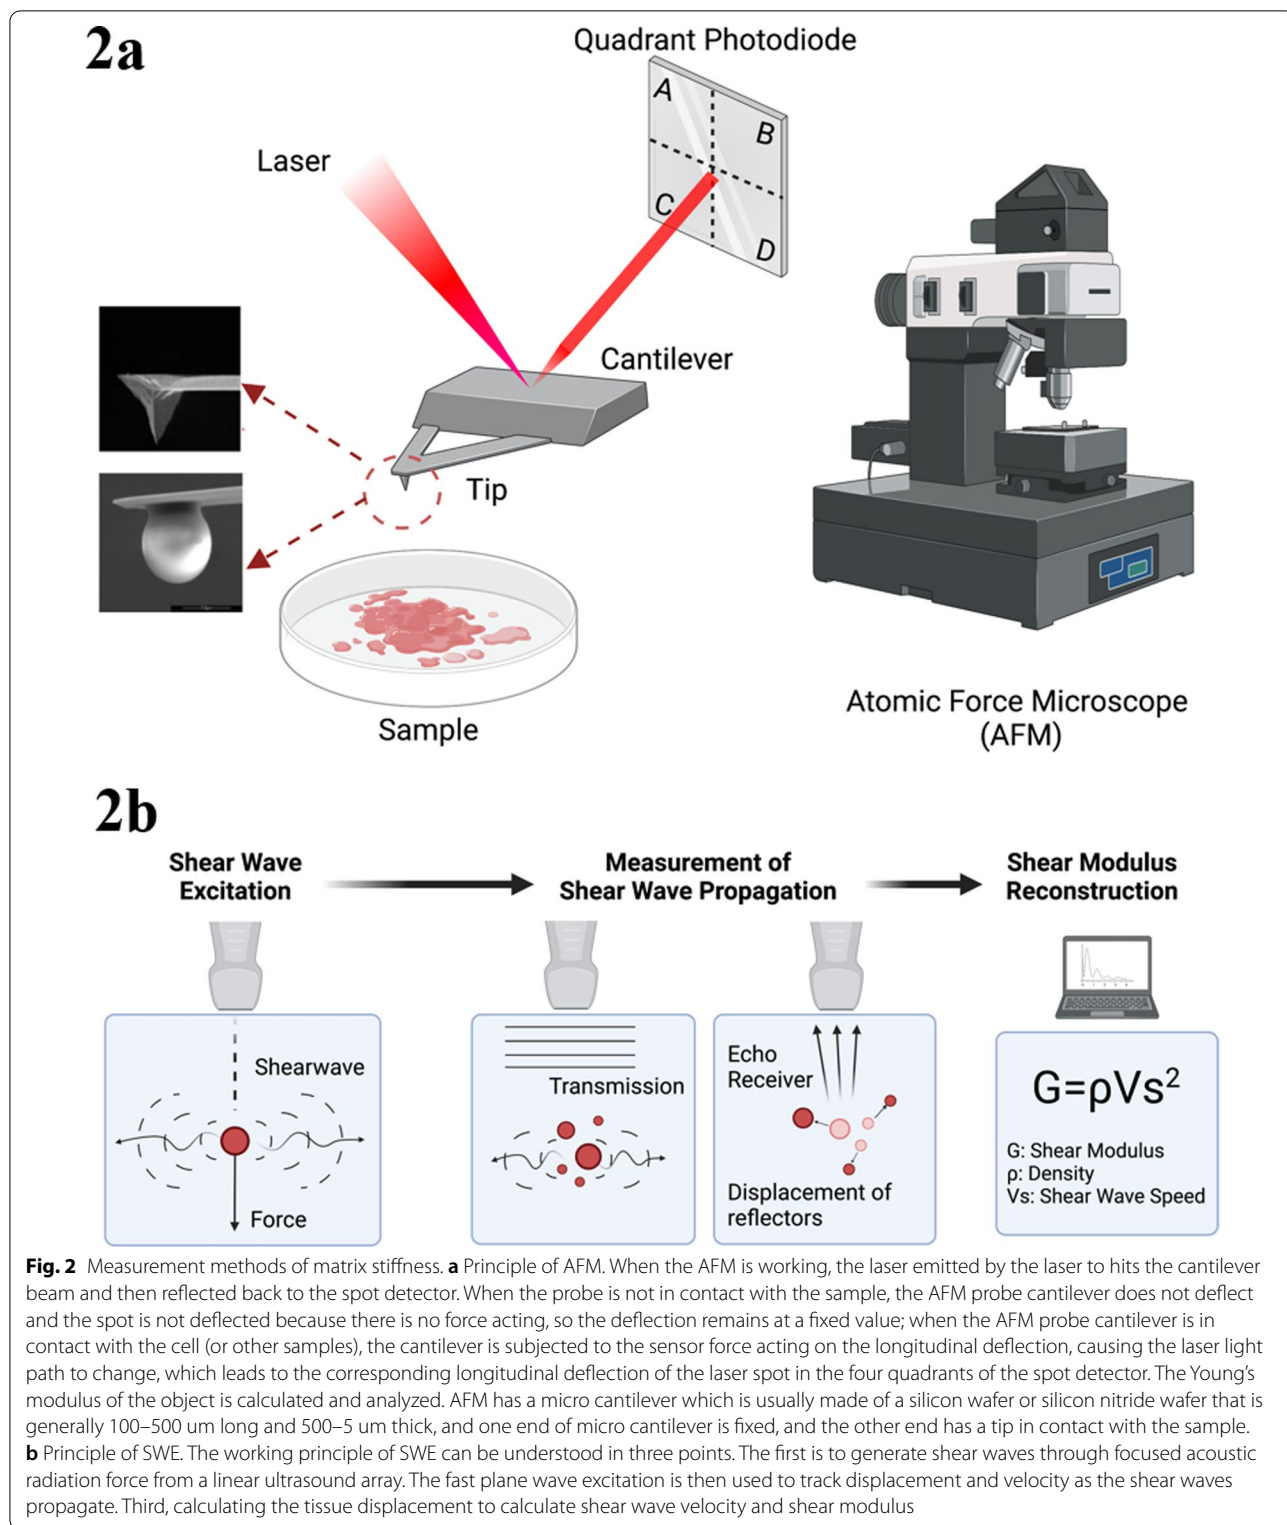 2a
Quadrant Photodiode
A
B
C
D
Laser
Cantilever
Tip
Sample
Atomic Force Microscope
(AFM)
2b
Shear Wave
Excitation
Measurement of
Shear Wave Propagation
Shear Modulus
Reconstruction
Shearwave
Force
Transmission
Echo
Receiver
Displacement of
reflectors
G=ρVs²
G: Shear Modulus
ρ: Density
Vs: Shear Wave Speed
Fig. 2 Measurement methods of matrix stiffness. a Principle of AFM. When the AFM is working, the laser emitted by the laser to hits the cantilever
beam and then reflected back to the spot detector. When the probe is not in contact with the sample, the AFM probe cantilever does not deflect
and the spot is not deflected because there is no force acting, so the deflection remains at a fixed value; when the AFM probe cantilever is in
contact with the cell (or other samples), the cantilever is subjected to the sensor force acting on the longitudinal deflection, causing the laser light
path to change, which leads to the corresponding longitudinal deflection of the laser spot in the four quadrants of the spot detector. The Young's
modulus of the object is calculated and analyzed. AFM has a micro cantilever which is usually made of a silicon wafer or silicon nitride wafer that is
generally 100–500 um long and 500–5 um thick, and one end of micro cantilever is fixed, and the other end has a tip in contact with the sample.
b Principle of SWE. The working principle of SWE can be understood in three points. The first is to generate shear waves through focused acoustic
radiation force from a linear ultrasound array. The fast plane wave excitation is then used to track displacement and velocity as the shear waves
propagate. Third, calculating the tissue displacement to calculate shear wave velocity and shear modulus